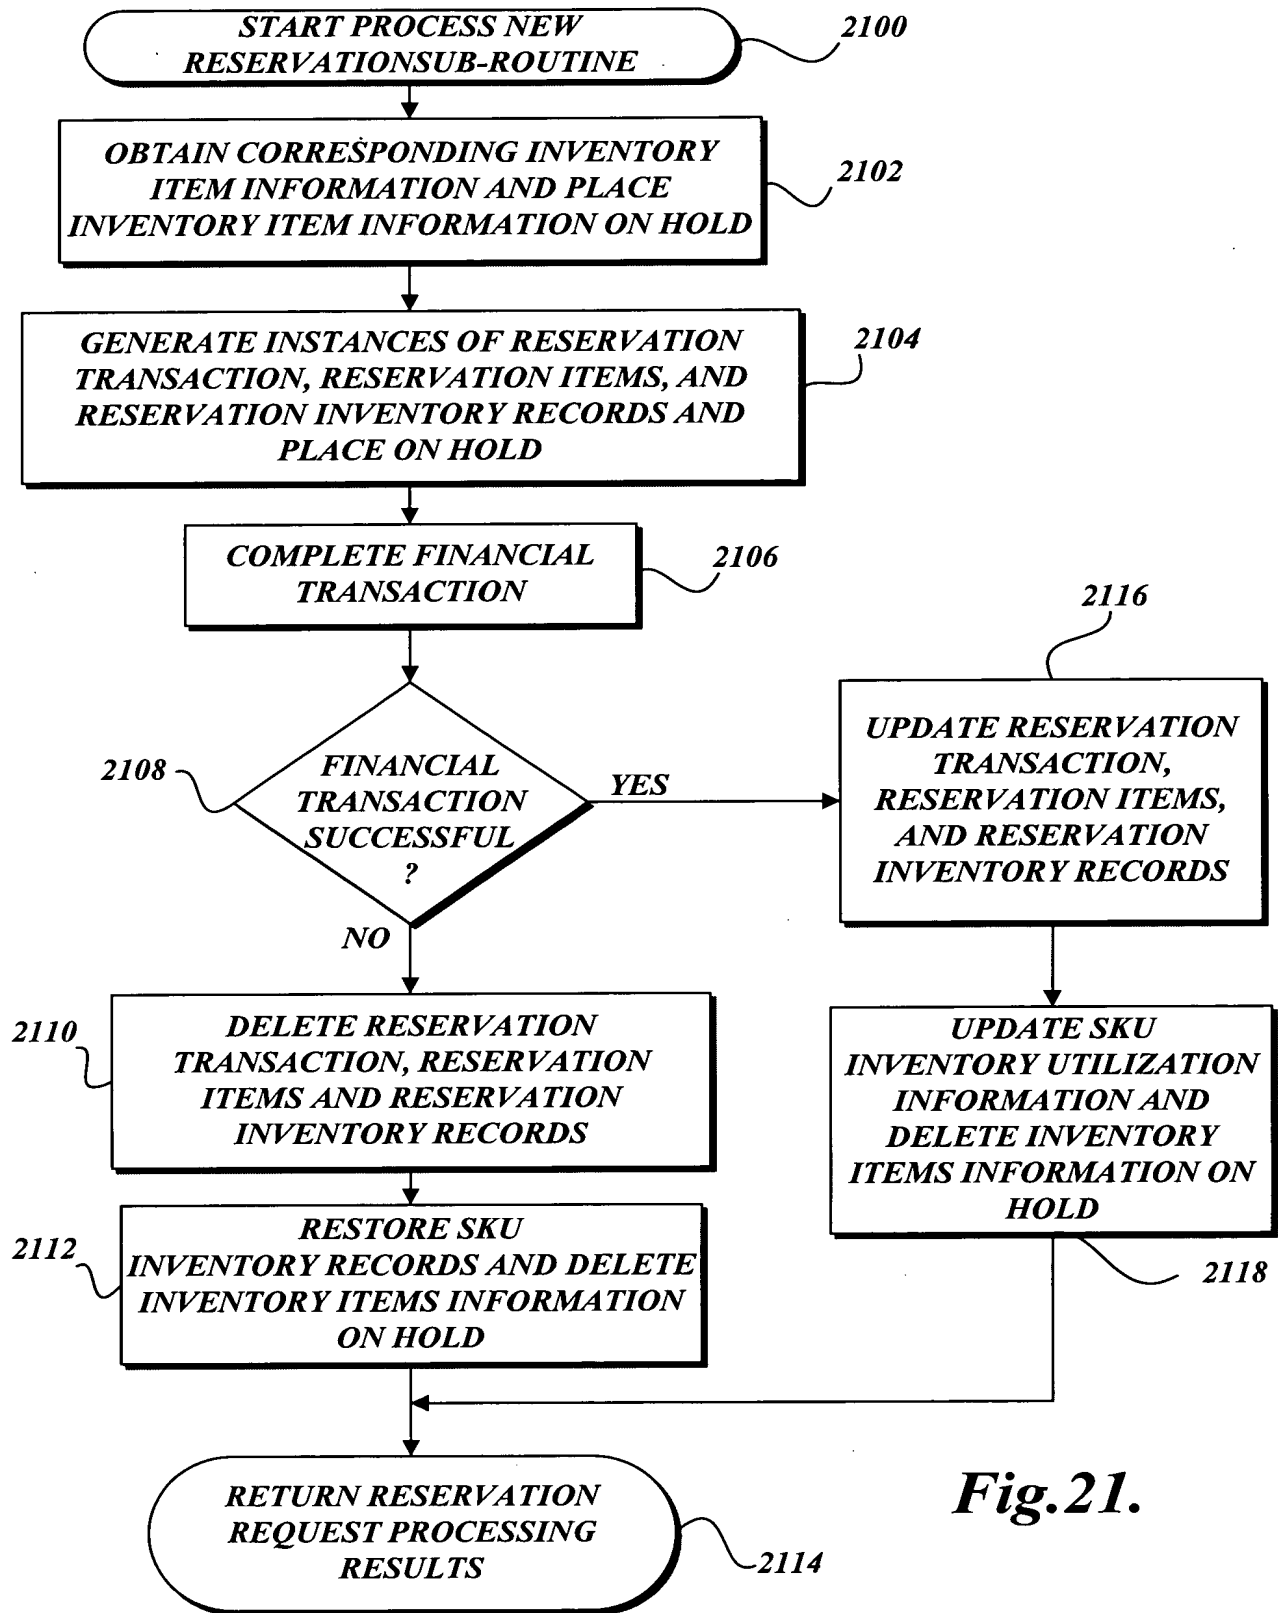 START PROCESS NEW
RESERVATIONSUB-ROUTINE
2100
OBTAIN CORRESPONDING INVENTORY
ITEM INFORMATION AND PLACE
INVENTORY ITEM INFORMATION ON HOLD
2102
GENERATE INSTANCES OF RESERVATION
TRANSACTION, RESERVATION ITEMS, AND
RESERVATION INVENTORY RECORDS AND
PLACE ON HOLD
2104
COMPLETE FINANCIAL
TRANSACTION
2106
2108
FINANCIAL
TRANSACTION
SUCCESSFUL
?
YES
NO
2116
UPDATE RESERVATION
TRANSACTION,
RESERVATION ITEMS,
AND RESERVATION
INVENTORY RECORDS
2110
DELETE RESERVATION
TRANSACTION, RESERVATION
ITEMS AND RESERVATION
INVENTORY RECORDS
UPDATE SKU
INVENTORY UTILIZATION
INFORMATION AND
DELETE INVENTORY
ITEMS INFORMATION ON
HOLD
2118
2112
RESTORE SKU
INVENTORY RECORDS AND DELETE
INVENTORY ITEMS INFORMATION
ON HOLD
RETURN RESERVATION
REQUEST PROCESSING
RESULTS
2114
Fig.21.